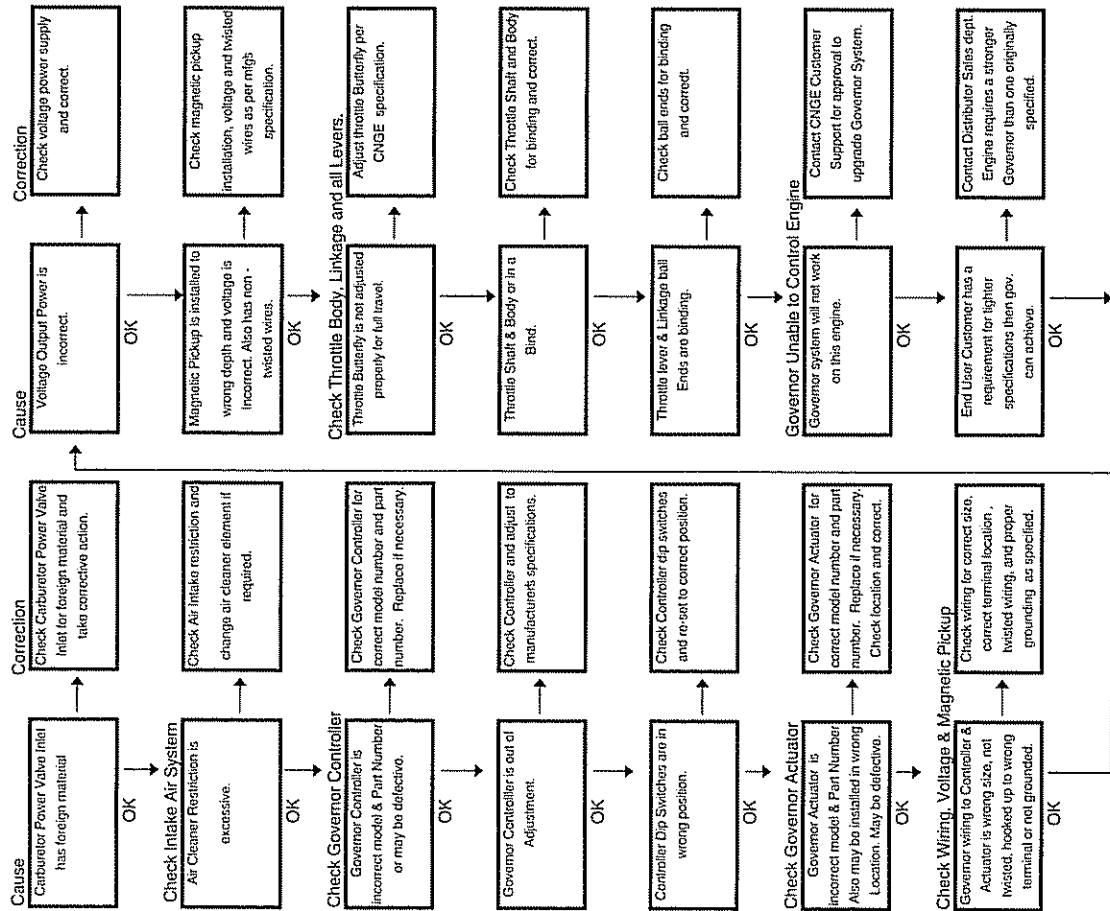 Cause
Correction
Carburetor Power Valve Inlet
has foreign material
Check Carburetor Power Valve
Inlet for foreign material and
take corrective action.
OK
Check Intake Air System
Air Cleaner Restriction is
excessive.
Check Air Intake restriction and
change air cleaner element if
required.
OK
Check Governor Controller
Governor Controller is
incorrect model & Part Number
or may be defective.
Check Governor Controller for
correct model number and part
number. Replace if necessary.
OK
Governor Controller is out of
Adjustment.
Check Controller and adjust to
manufacturers specifications.
OK
Controller Dip Switches are in
wrong position.
Check Controller dip switches
and re-set to correct position.
OK
Check Governor Actuator
Governor Actuator is
incorrect model & Part Number
Also may be installed in wrong
Location. May be defective.
Check Governor Actuator for
correct model number and part
number. Replace if necessary.
Check location and correct.
OK
Check Wiring, Voltage & Magnetic Pickup
Governor wiring to Controller &
Actuator is wrong size, not
twisted, hooked up to wrong
terminal or not grounded.
Check wiring for correct size,
correct terminal location ,
twisted wiring, and proper
grounding as specified.
OK
Cause
Correction
Voltage Output Power is
incorrect.
Check voltage power supply
and correct.
OK
Magnetic Pickup is installed to
wrong depth and voltage is
Incorrect. Also has non -
twisted wires.
Check magnetic pickup
installation, voltage and twisted
wires as per mfgs
specification.
OK
Check Throttle Body, Linkage and all Levers.
Throttle Butterfly is not adjusted
properly for full travel.
Adjust throttle Butterfly per
CNGE specification.
OK
Throttle Shaft & Body or in a
Bind.
Check Throttle Shaft and Body
for binding and correct.
OK
Throttle lever & Linkage ball
Ends are binding.
Check ball ends for binding
and correct.
OK
Governor Unable to Control Engine
Governor system will not work
on this engine.
Contact CNGE Customer
Support for approval to
upgrade Governor System.
OK
End User Customer has a
requirement for tighter
specifications then gov.
can achieve.
Contact Distributor Sales dept.
Engine requires a stronger
Governor than one originally
specified.
OK